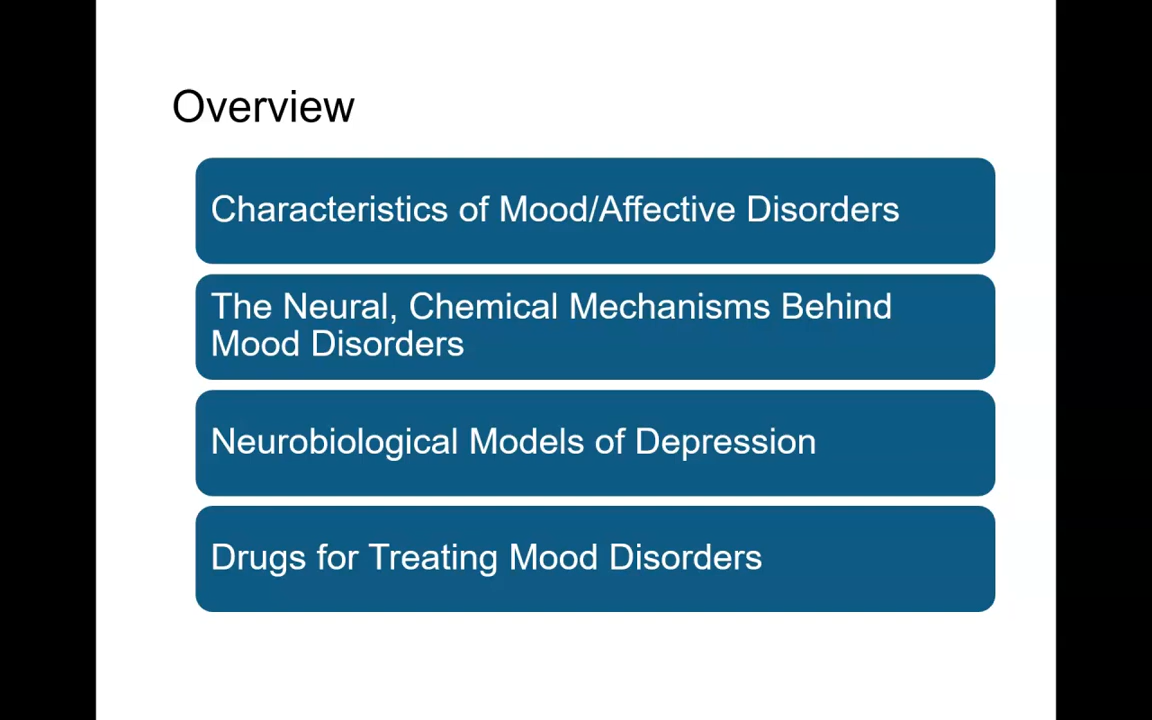 Overview
Characteristics of Mood/Affective Disorders
The Neural, Chemical Mechanisms Behind
Mood Disorders
Neurobiological Models of Depression
Drugs for Treating Mood Disorders